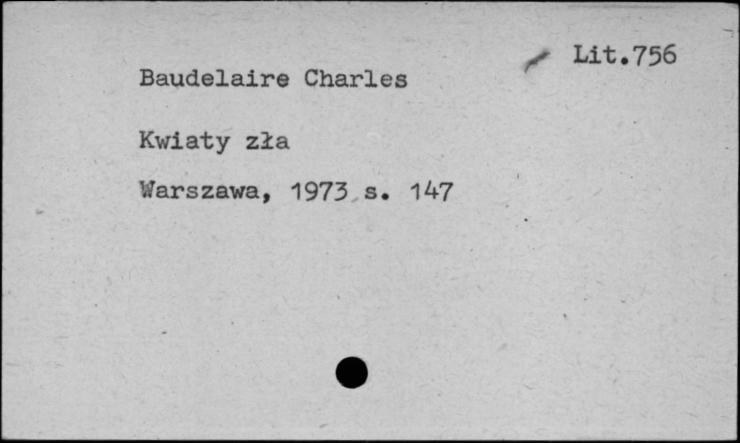 Lit.756
Baudelaire Charles
Kwiaty zła
Warszawa, 1973 s. 147